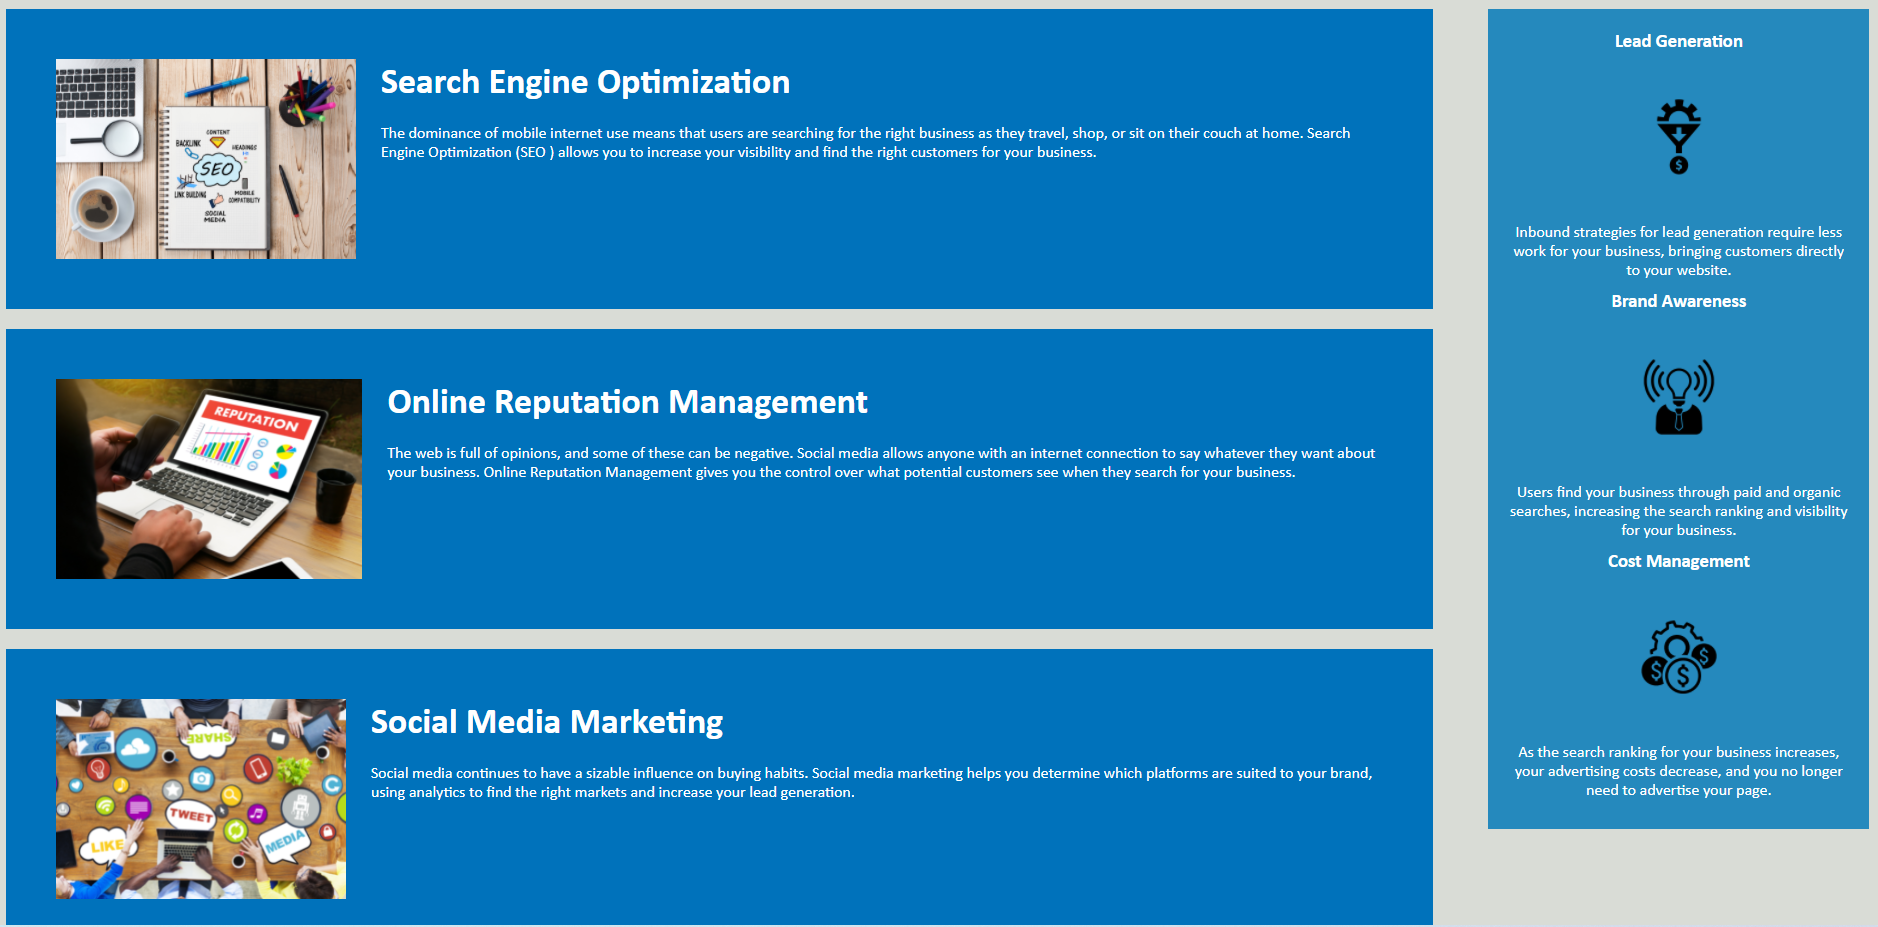 Search Engine Optimization
The dominance of mobile internet use means that users are searching for the right business as they travel, shop, or sit on their couch at home. Search
Engine Optimization (SEO ) allows you to increase your visibility and find the right customers for your business.
CONTENT
BACKLINK
HEADINGS
SEO
LINK BUILDING
MOBILE
COMPATIBILITY
SOCIAL
MEDIA
Online Reputation Management
The web is full of opinions, and some of these can be negative. Social media allows anyone with an internet connection to say whatever they want about
your business. Online Reputation Management gives you the control over what potential customers see when they search for your business.
REPUTATION
Social Media Marketing
Social media continues to have a sizable influence on buying habits. Social media marketing helps you determine which platforms are suited to your brand,
using analytics to find the right markets and increase your lead generation.
SHARE
TWEET
LIKE
MEDIA
Lead Generation
$
Inbound strategies for lead generation require less
work for your business, bringing customers directly
to your website.
Brand Awareness
Users find your business through paid and organic
searches, increasing the search ranking and visibility
for your business.
Cost Management
$ $ $
As the search ranking for your business increases,
your advertising costs decrease, and you no longer
need to advertise your page.